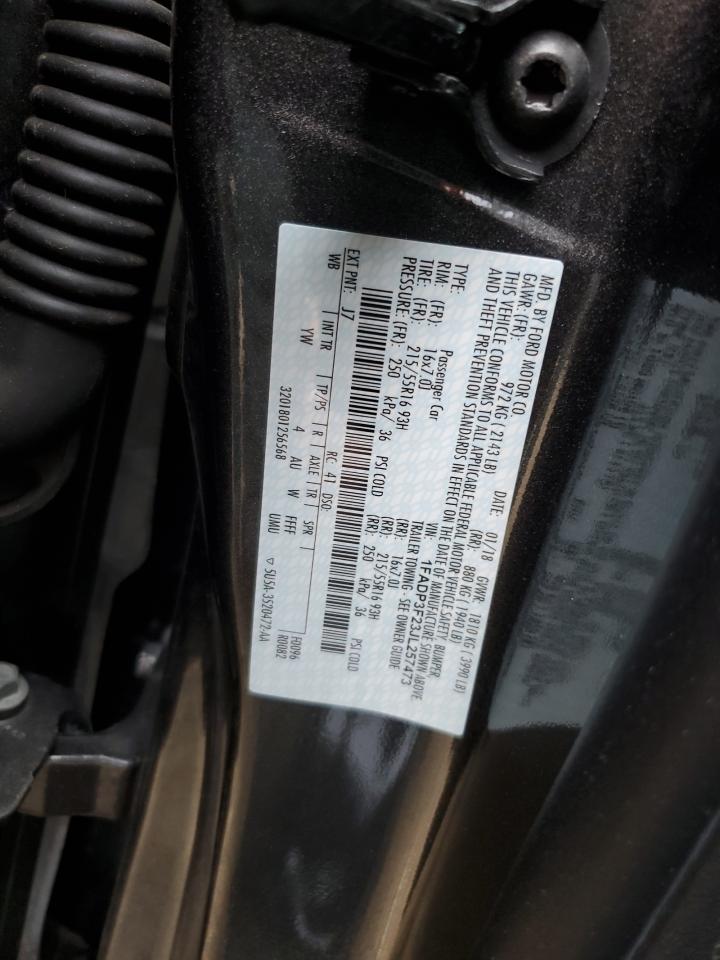 MFD BY FORD MOTOR CO. DATE: 01/18 GVWR: 1810 KG ( 3990 LB)
GAWR: (FR): 972 KG ( 2143 LB) (RR): 880 KG ( 1940 LB)
THIS VEHICLE CONFORMS TO ALL APPLICABLE FEDERAL MOTOR VEHICLE SAFETY, BUMPER,
AND THEFT PREVENTION STANDARDS IN EFFECT ON THE DATE OF MANUFACTURE SHOWN ABOVE
VIN: 1FADP3F23JL257473
TYPE: Passenger Car TRAILER TOWING - SEE OWNER GUIDE
RIM: (FR): 16x7.0J (RR): 16x7.0J
TIRE: (FR): 215/55R16 93H (RR): 215/55R16 93H
PRESSURE: (FR): 250 kPa/ 36 PSI COLD (RR): 250 kPa/ 36 PSI COLD
EXT PNT: J7 RC: 41 DSO:
WB INT TR TP/PS R AXLE TR SPR F0096
YW 4 AU W FFFF R0082
UMU
3201801256568 ▽ SU5A-3520472-AA